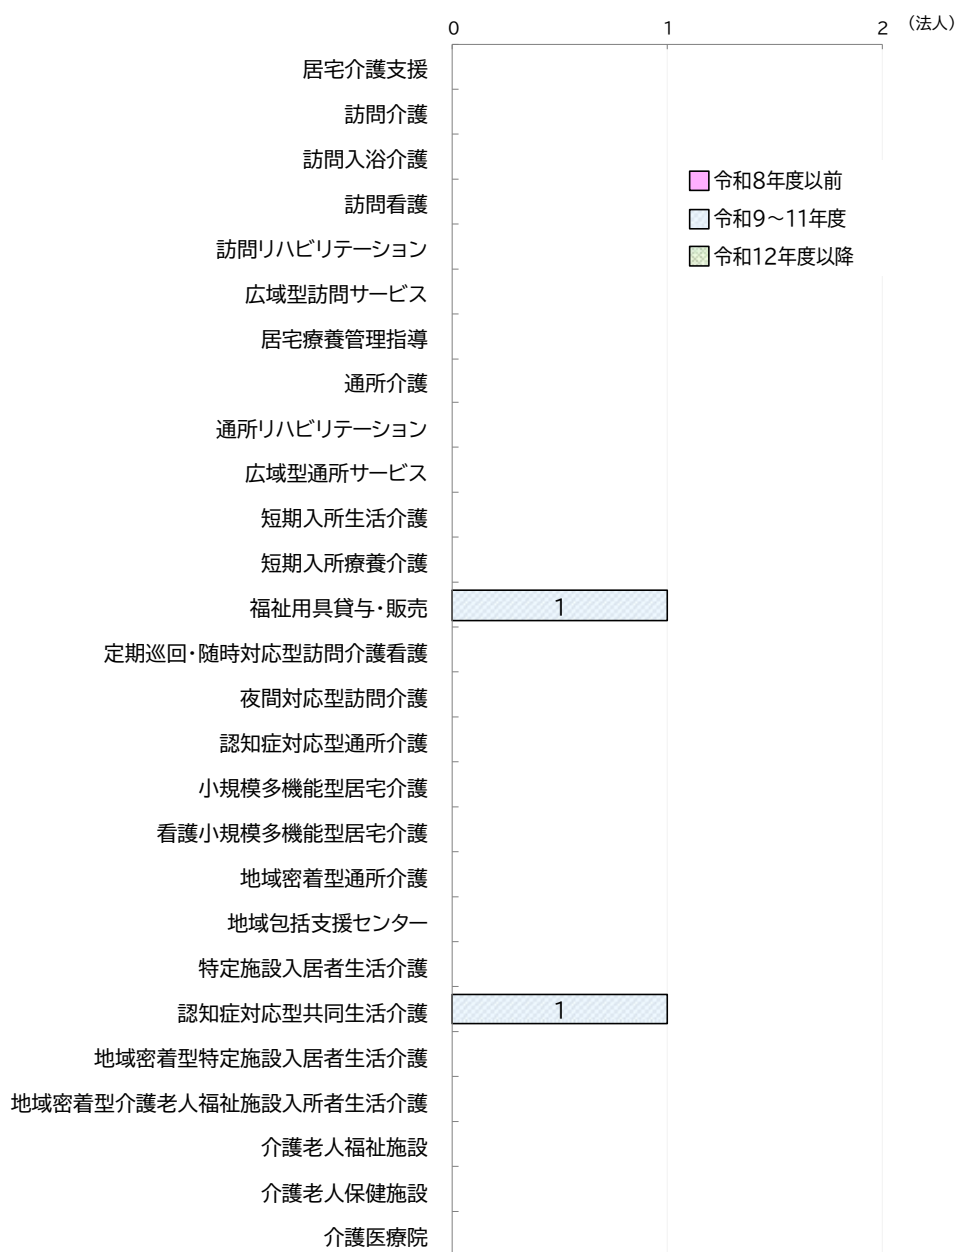 0 1 2 （法人）
居宅介護支援
訪問介護
訪問入浴介護
令和8年度以前
訪問看護
令和9～11年度
訪問リハビリテーション
令和12年度以降
広域型訪問サービス
居宅療養管理指導
通所介護
通所リハビリテーション
広域型通所サービス
短期入所生活介護
短期入所療養介護
福祉用具貸与・販売 1
定期巡回・随時対応型訪問介護看護
夜間対応型訪問介護
認知症対応型通所介護
小規模多機能型居宅介護
看護小規模多機能型居宅介護
地域密着型通所介護
地域包括支援センター
特定施設入居者生活介護
認知症対応型共同生活介護 1
地域密着型特定施設入居者生活介護
地域密着型介護老人福祉施設入所者生活介護
介護老人福祉施設
介護老人保健施設
介護医療院